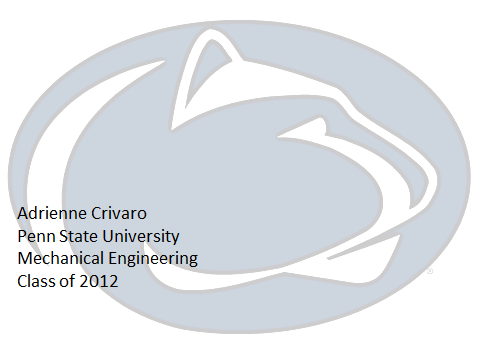 Adrienne Crivaro
Penn State University
Mechanical Engineering
Class of 2012